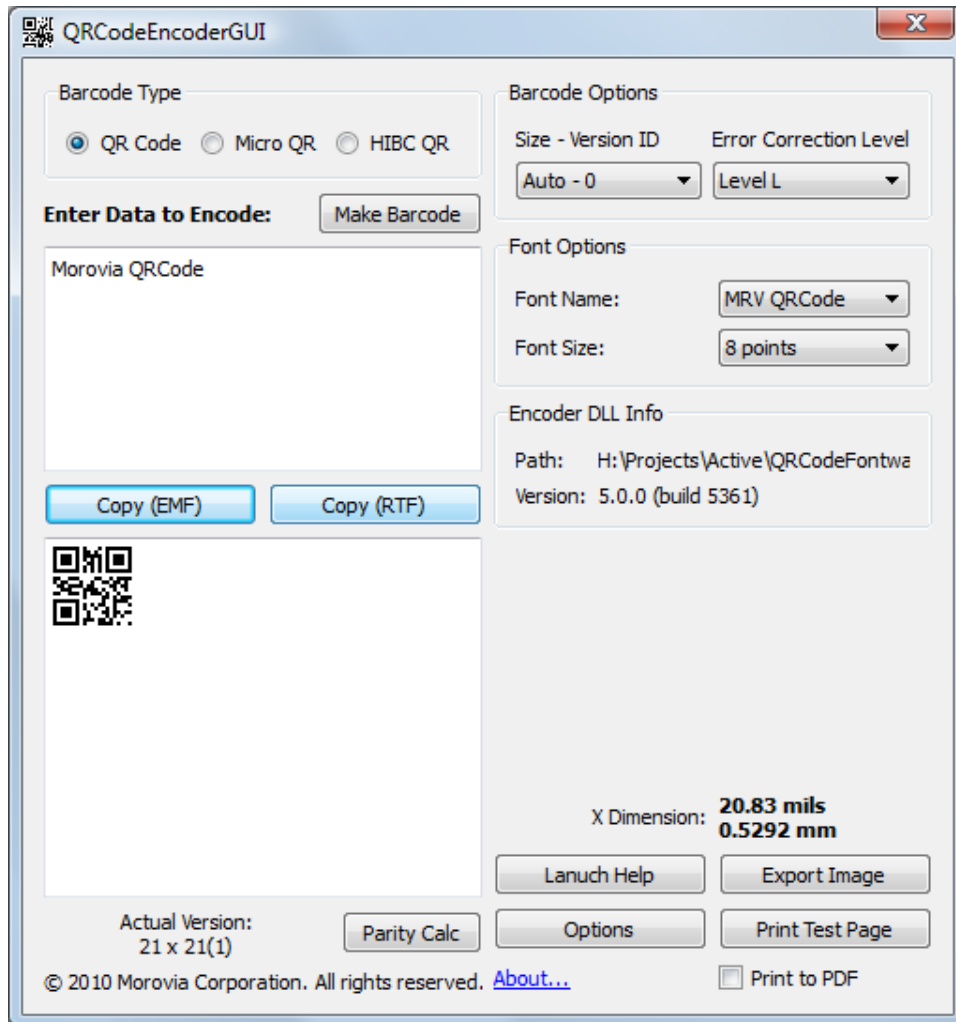 QRCodeEncoderGUI
Barcode Type
QR Code Micro QR HIBC QR
Enter Data to Encode: Make Barcode
Morovia QRCode
Copy (EMF) Copy (RTF)
Actual Version:
21 x 21(1)
Parity Calc
Barcode Options
Size - Version ID Error Correction Level
Auto - 0 Level L
Font Options
Font Name: MRV QRCode
Font Size: 8 points
Encoder DLL Info
Path: H:\Projects\Active\QRCodeFontwa
Version: 5.0.0 (build 5361)
X Dimension: 20.83 mils
0.5292 mm
Lanuch Help Export Image
Options Print Test Page
© 2010 Morovia Corporation. All rights reserved. About... Print to PDF